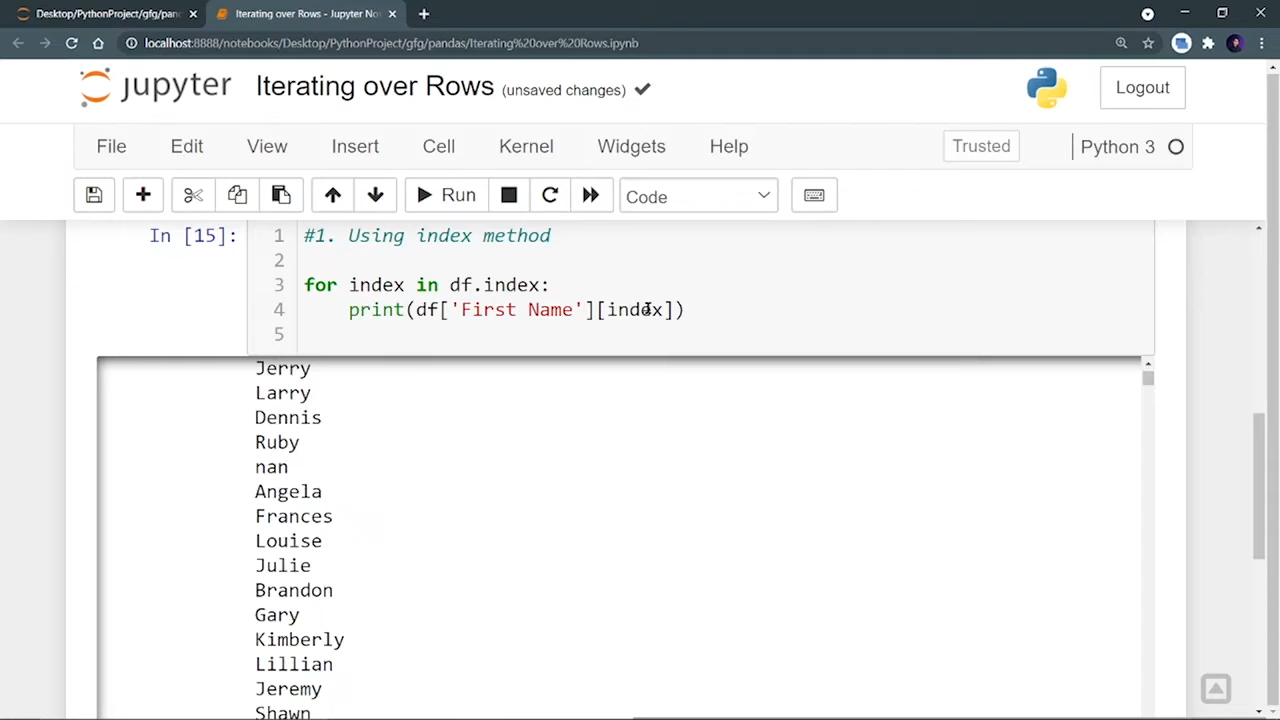 Desktop/PythonProject/gfg/pand
Iterating over Rows - Jupyter No
localhost:8888/notebooks/Desktop/PythonProject/gfg/pandas/Iterating%20over%20Rows.ipynb
jupyter Iterating over Rows (unsaved changes) Logout
File Edit View Insert Cell Kernel Widgets Help Trusted Python 3
Run Code
In [15]: 1 #1. Using index method
2
3 for index in df.index:
4 print(df['First Name'][index])
5
Jerry
Larry
Dennis
Ruby
nan
Angela
Frances
Louise
Julie
Brandon
Gary
Kimberly
Lillian
Jeremy
Shawn